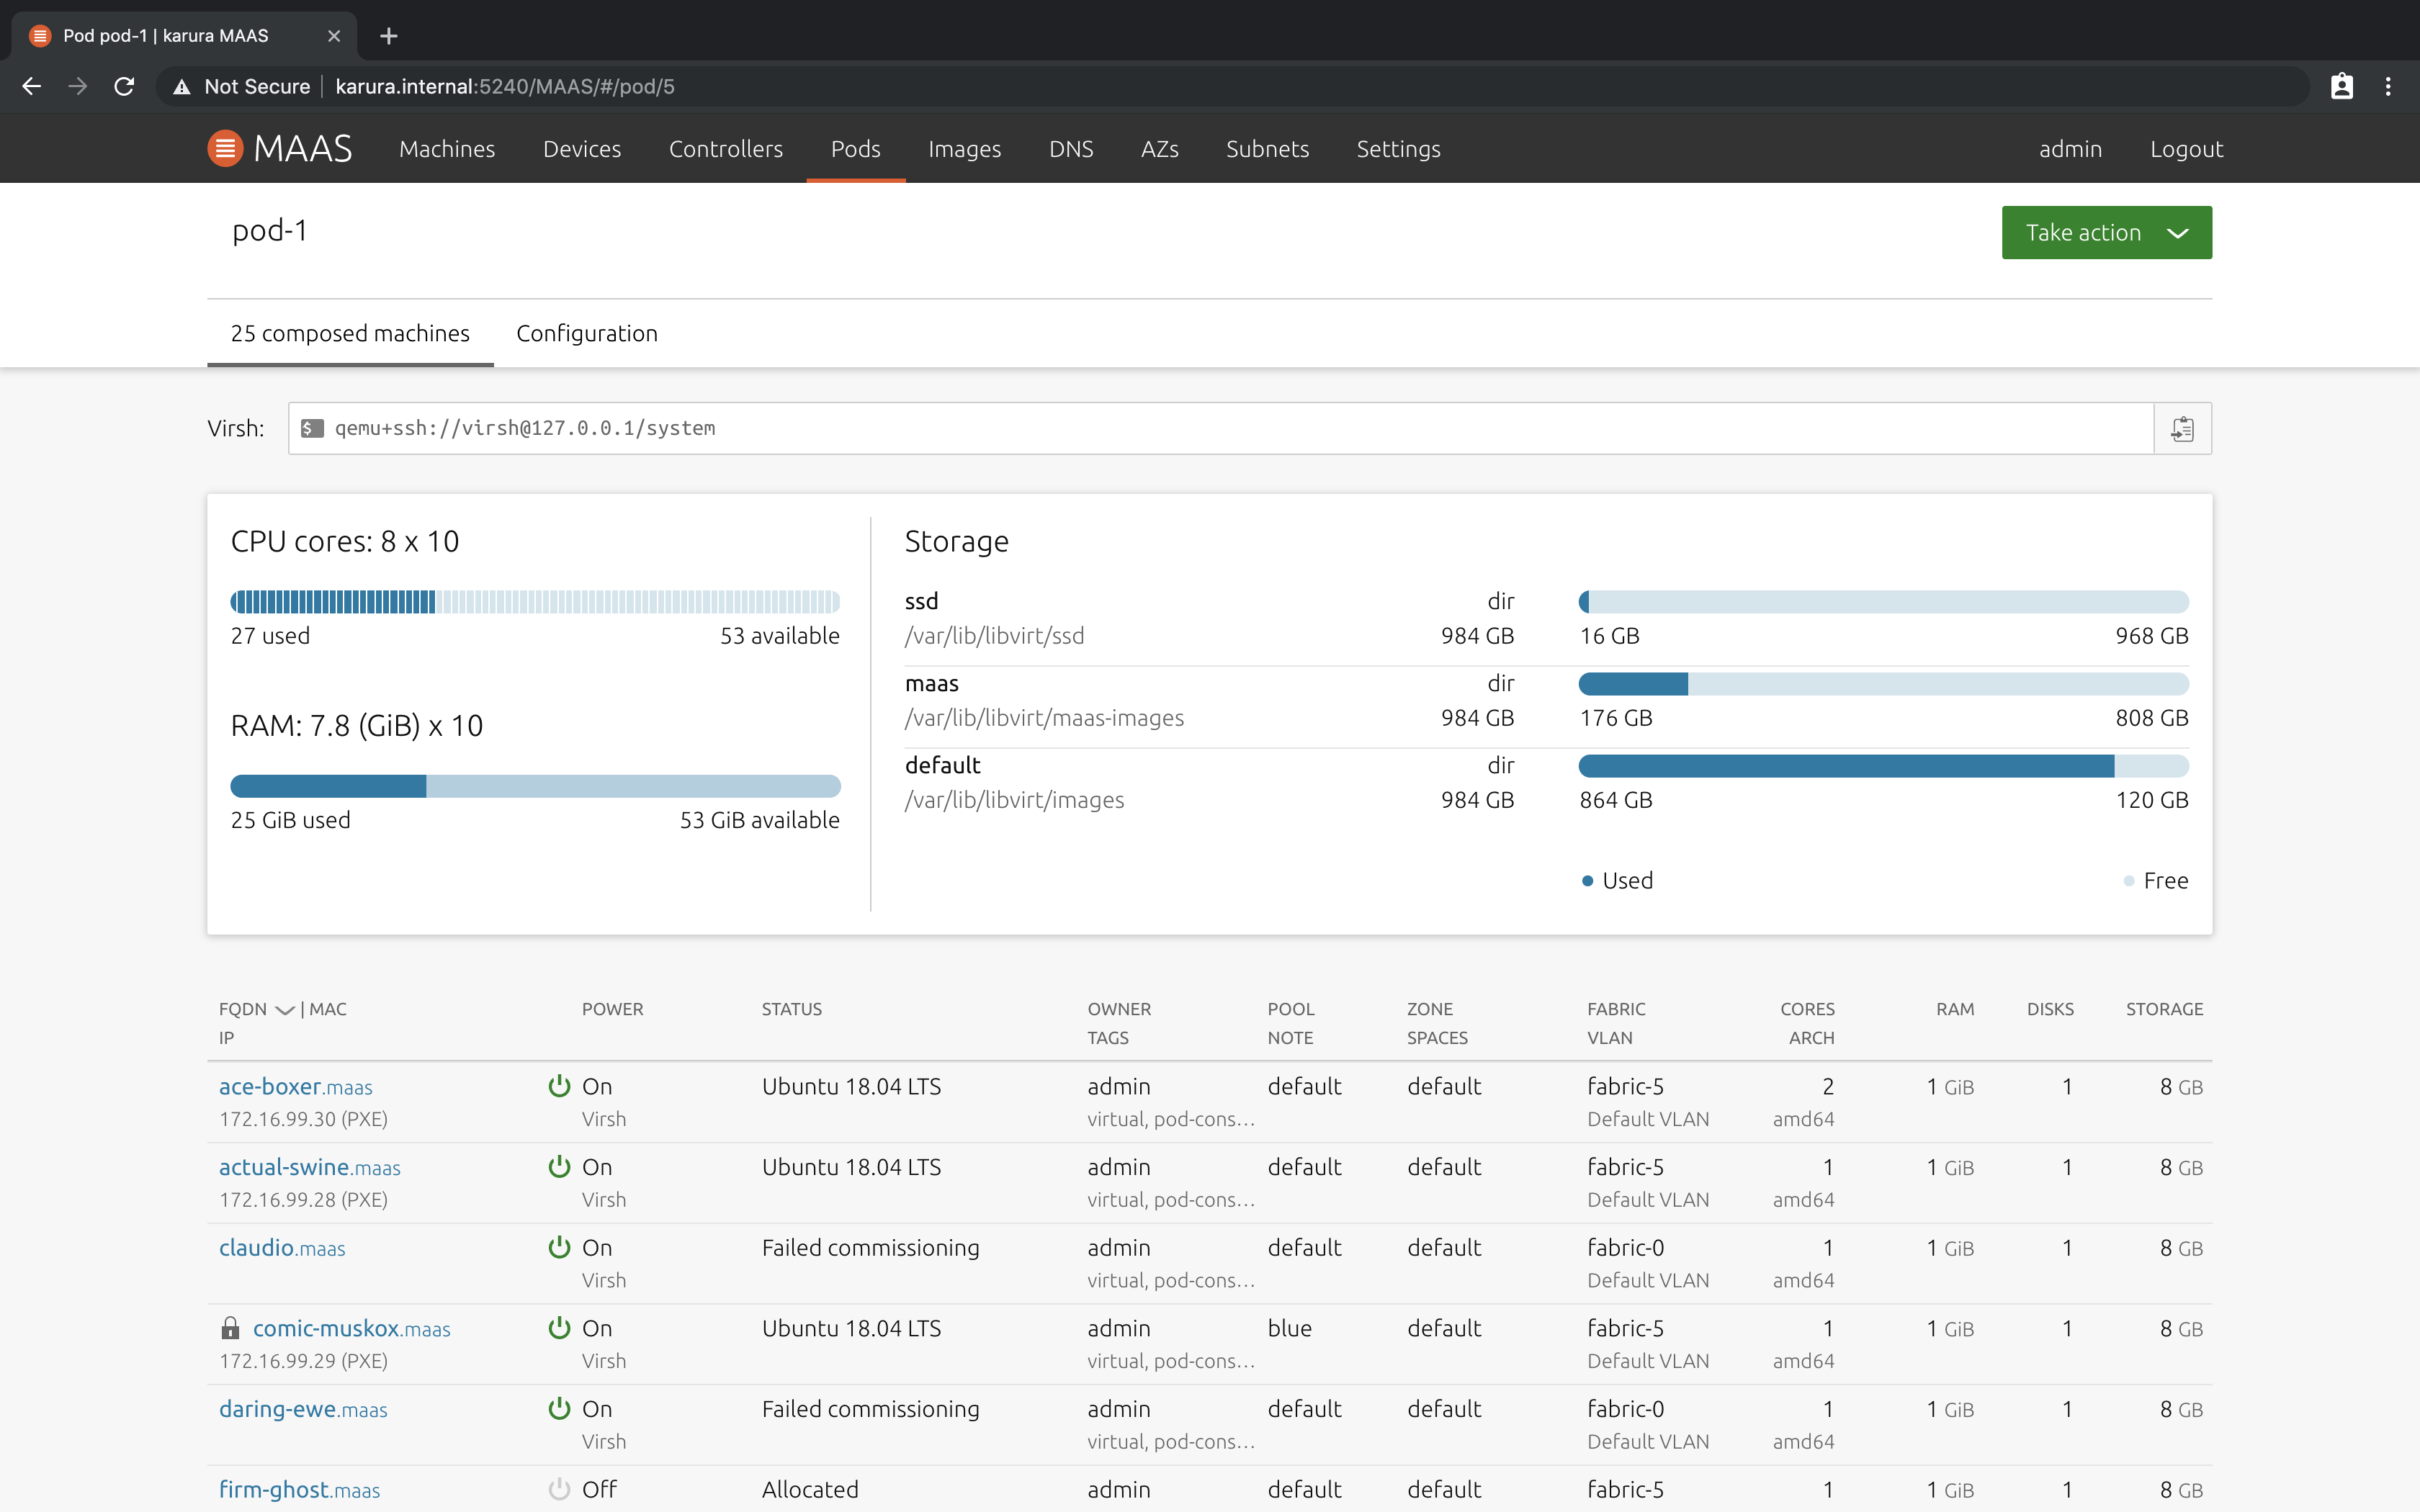 Pod pod-1 | karura MAAS
Not Secure karura.internal:5240/MAAS/#/pod/5
MAAS Machines Devices Controllers Pods Images DNS AZs Subnets Settings admin Logout
pod-1
Take action
25 composed machines Configuration
Virsh: $ qemu+ssh://virsh@127.0.0.1/system
CPU cores: 8 x 10
27 used 53 available
RAM: 7.8 (GiB) x 10
25 GiB used 53 GiB available
Storage
ssd dir
/var/lib/libvirt/ssd 984 GB 16 GB 968 GB
maas dir
/var/lib/libvirt/maas-images 984 GB 176 GB 808 GB
default dir
/var/lib/libvirt/images 984 GB 864 GB 120 GB
Used Free
FQDN | MAC POWER STATUS OWNER POOL ZONE FABRIC CORES RAM DISKS STORAGE
IP TAGS NOTE SPACES VLAN ARCH
ace-boxer.maas On Ubuntu 18.04 LTS admin default default fabric-5 2 1 GiB 1 8 GB
172.16.99.30 (PXE) Virsh virtual, pod-cons... Default VLAN amd64
actual-swine.maas On Ubuntu 18.04 LTS admin default default fabric-5 1 1 GiB 1 8 GB
172.16.99.28 (PXE) Virsh virtual, pod-cons... Default VLAN amd64
claudio.maas On Failed commissioning admin default default fabric-0 1 1 GiB 1 8 GB
Virsh virtual, pod-cons... Default VLAN amd64
comic-muskox.maas On Ubuntu 18.04 LTS admin blue default fabric-5 1 1 GiB 1 8 GB
172.16.99.29 (PXE) Virsh virtual, pod-cons... Default VLAN amd64
daring-ewe.maas On Failed commissioning admin default default fabric-0 1 1 GiB 1 8 GB
Virsh virtual, pod-cons... Default VLAN amd64
firm-ghost.maas Off Allocated admin default default fabric-5 1 1 GiB 1 8 GB